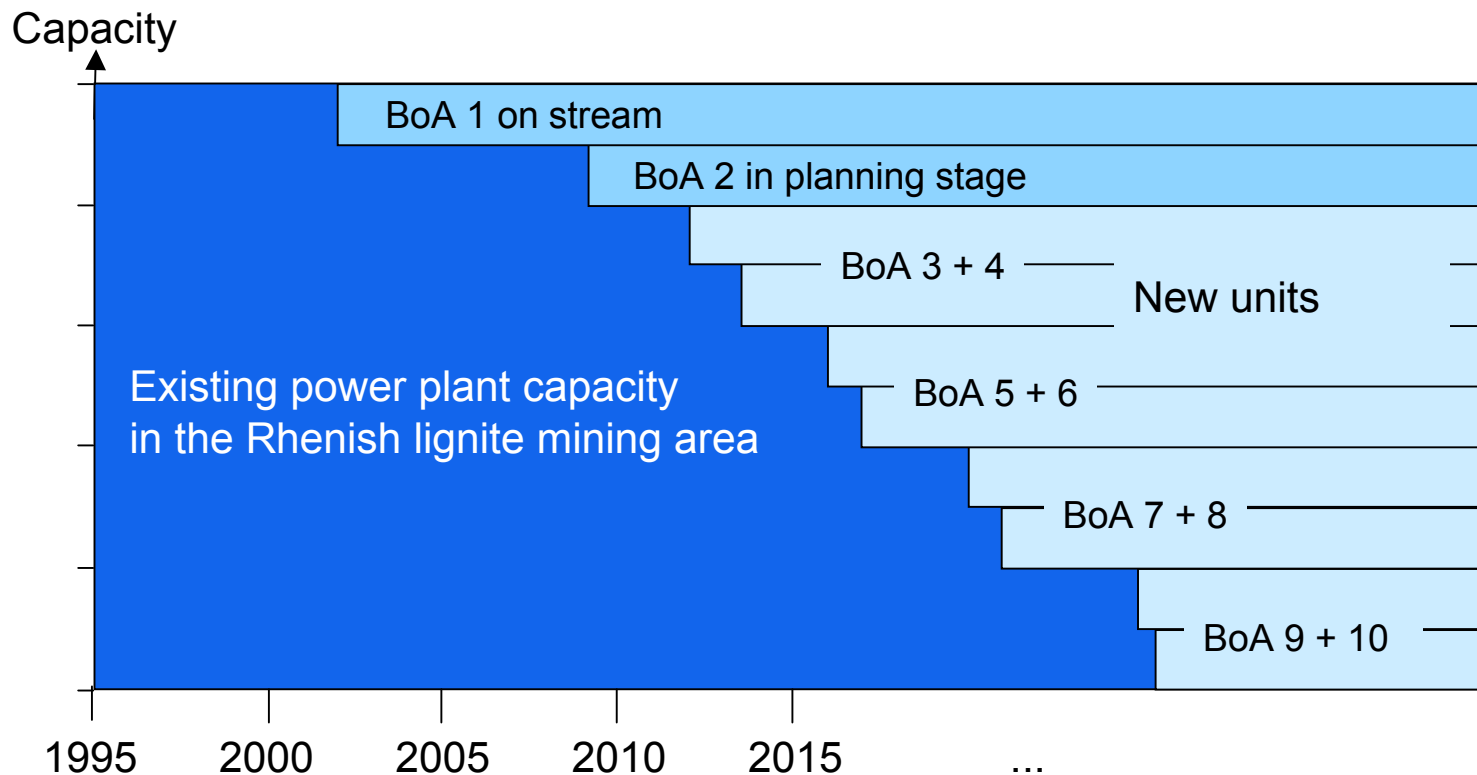 Capacity
BoA 1 on stream
BoA 2 in planning stage
BoA 3 + 4
New units
Existing power plant capacity
in the Rhenish lignite mining area
BoA 5 + 6
BoA 7 + 8
BoA 9 + 10
1995 2000 2005 2010 2015 ...